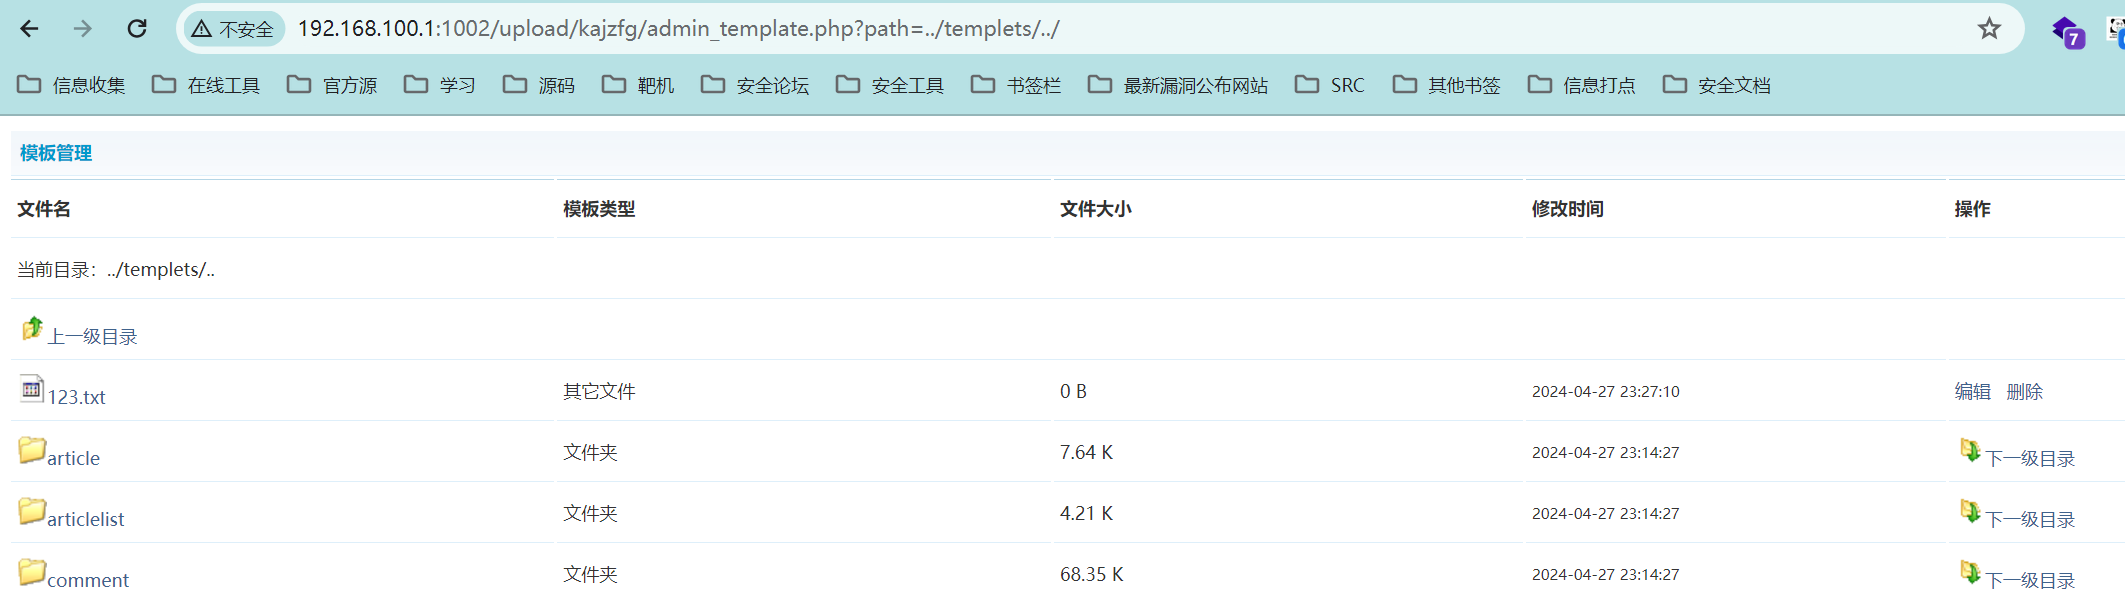 不安全 192.168.100.1:1002/upload/kajzfg/admin_template.php?path=../templets/../ 7
信息收集 在线工具 官方源 学习 源码 靶机 安全论坛 安全工具 书签栏 最新漏洞公布网站 SRC 其他书签 信息打点 安全文档
模板管理
文件名 模板类型 文件大小 修改时间 操作
当前目录：../templets/..
上一级目录
123.txt 其它文件 0 B 2024-04-27 23:27:10 编辑 删除
article 文件夹 7.64 K 2024-04-27 23:14:27 下一级目录
articlelist 文件夹 4.21 K 2024-04-27 23:14:27 下一级目录
comment 文件夹 68.35 K 2024-04-27 23:14:27 下一级目录